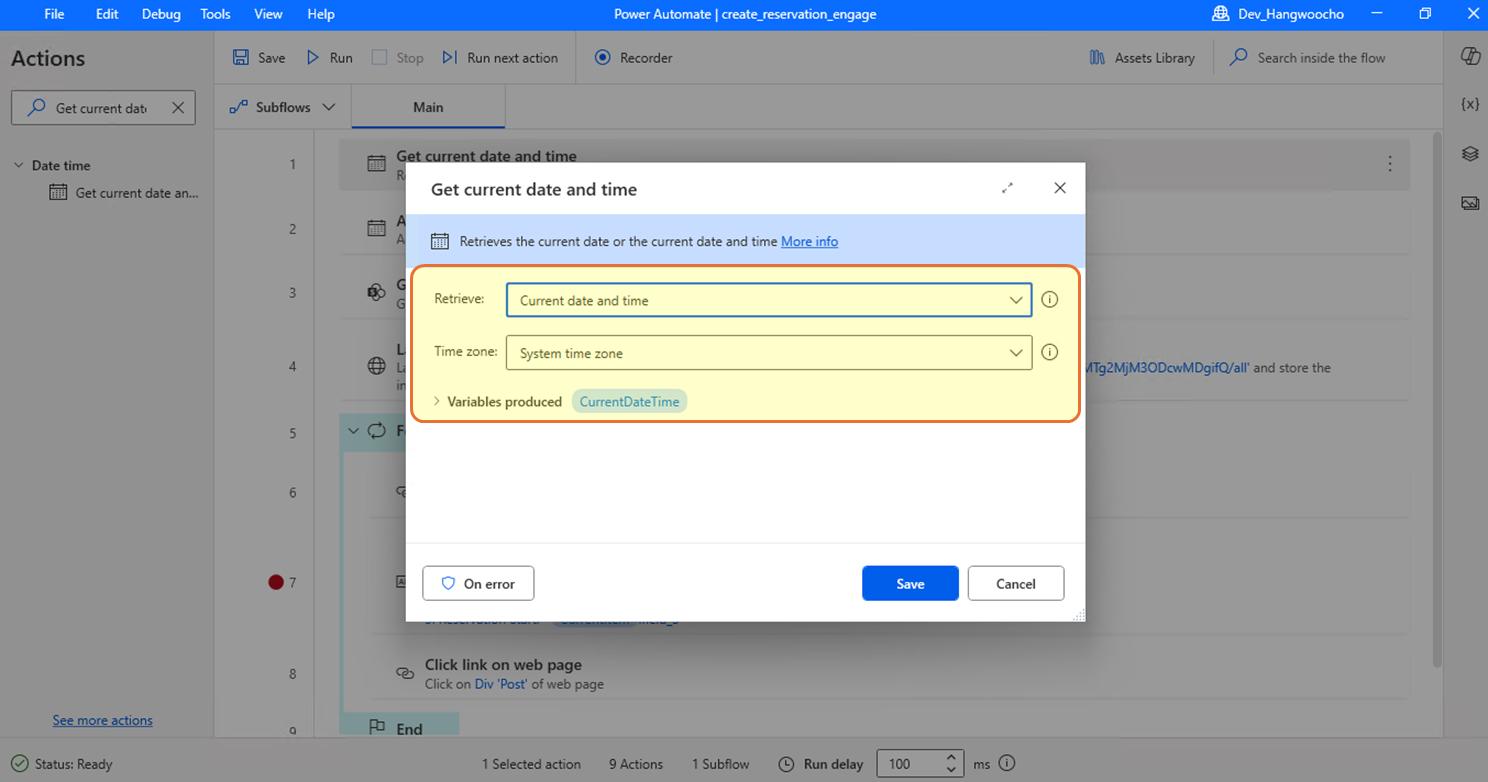 File Edit Debug Tools View Help Power Automate | create_reservation_engage Dev_Hangwoocho
Actions
Save Run Stop Run next action Recorder Assets Library Search inside the flow
Get current date
Subflows Main
Date time
Get current date an...
1 Get current date and time
2
3
4
MTg2MjM3ODcwMDgifQ/all' and store the
5
6
7
8 Click link on web page
Click on Div 'Post' of web page
9 End
Get current date and time
Retrieves the current date or the current date and time More info
Retrieve: Current date and time
Time zone: System time zone
Variables produced CurrentDateTime
On error Save Cancel
See more actions
Status: Ready 1 Selected action 9 Actions 1 Subflow Run delay 100 ms